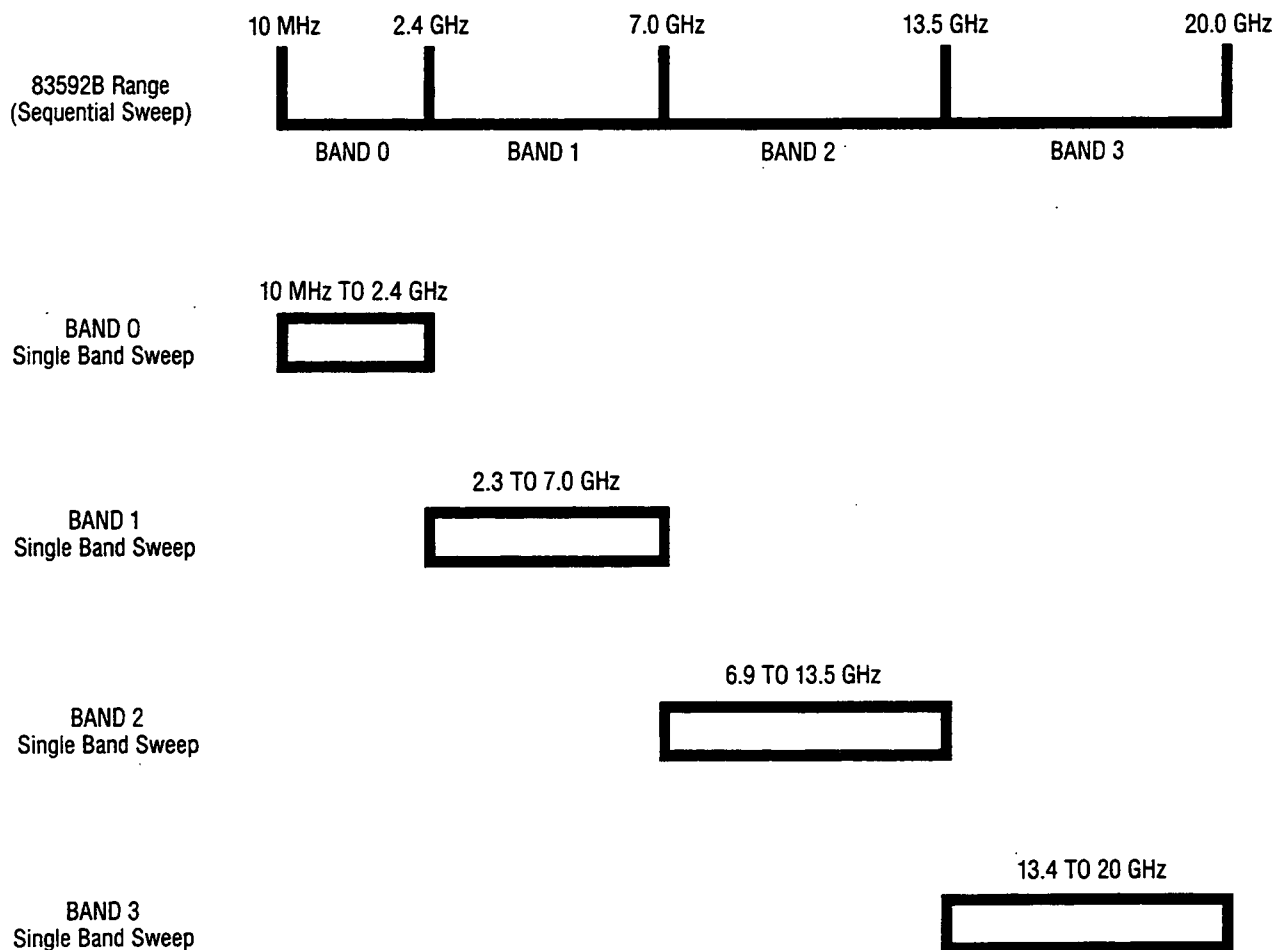 10 MHz 2.4 GHz 7.0 GHz 13.5 GHz 20.0 GHz
83592B Range
(Sequential Sweep)
BAND 0 BAND 1 BAND 2 BAND 3
10 MHz TO 2.4 GHz
BAND 0
Single Band Sweep
2.3 TO 7.0 GHz
BAND 1
Single Band Sweep
6.9 TO 13.5 GHz
BAND 2
Single Band Sweep
13.4 TO 20 GHz
BAND 3
Single Band Sweep